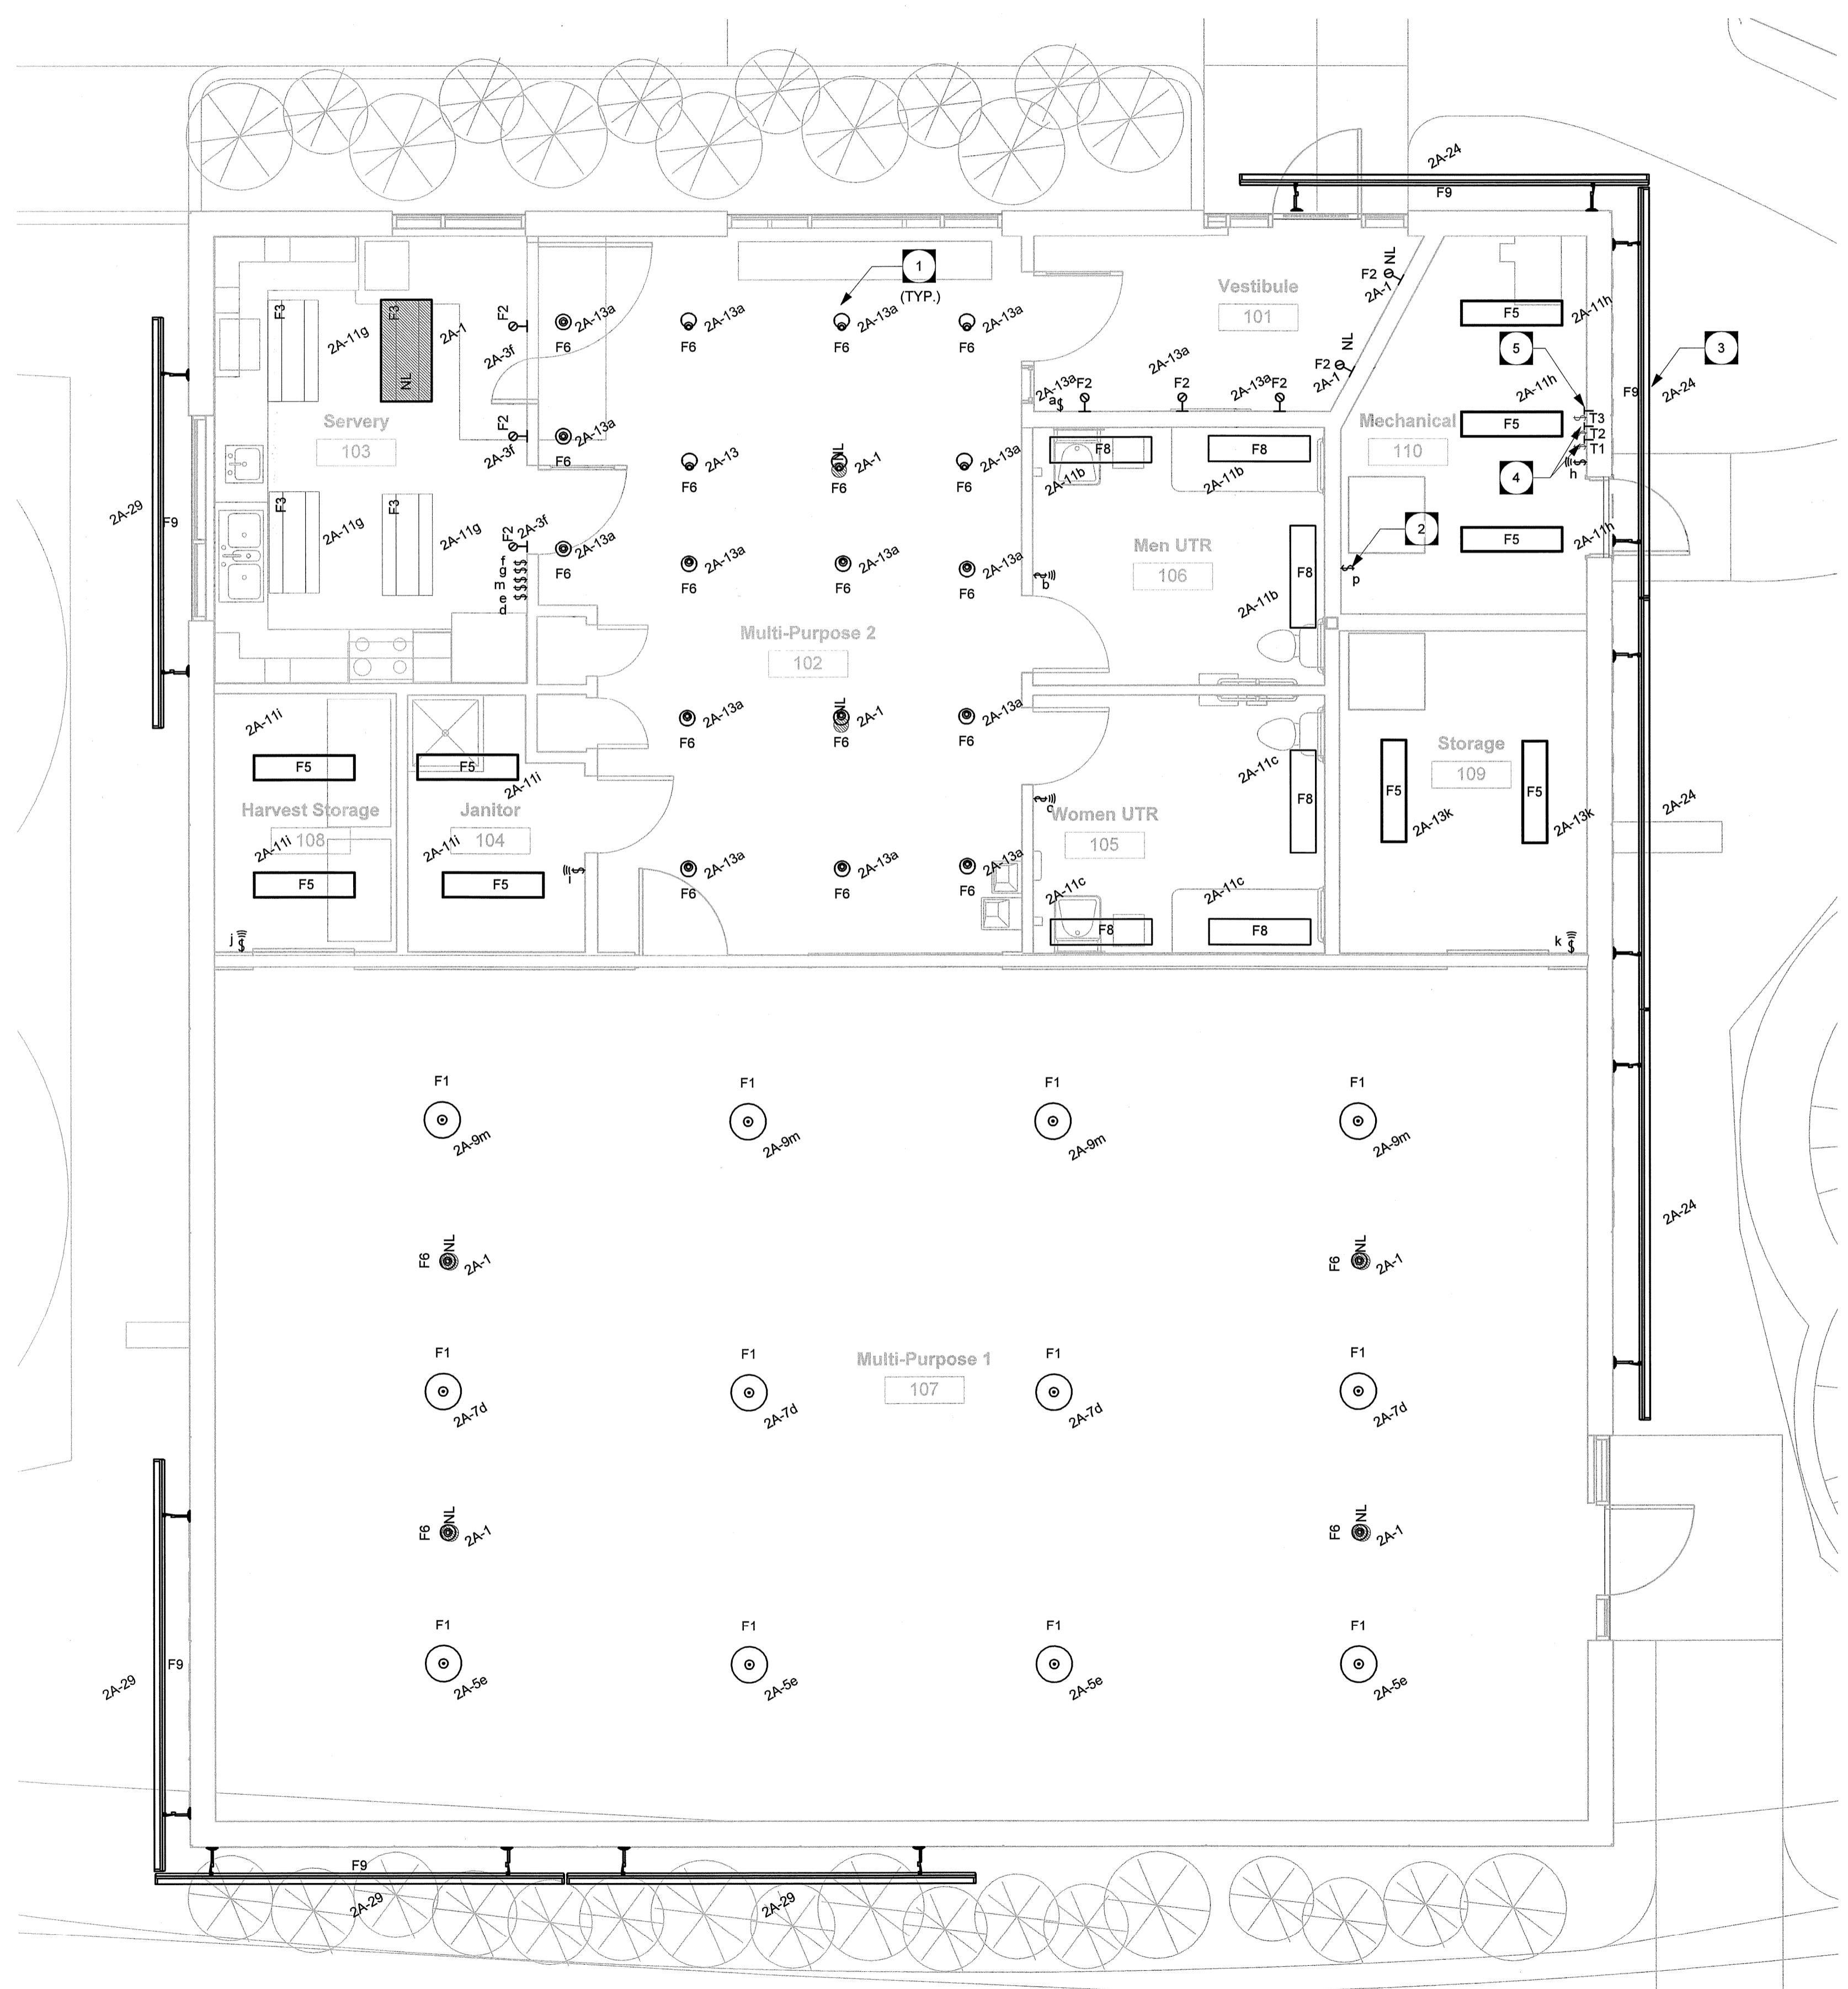 2A-24
F9
1
(TYP.)
Vestibule
101
F2
NL
2A-1
F3
2A-11g
F3
NL
2A-1
F2
2A-3f
2A-13a
F6
2A-13a
F6
2A-13a
F6
2A-13a
F6
F5
2A-11h
5
3
F2
NL
2A-1
2A-13a
2A-13a
F2
a
F2
2A-13a
F2
2A-11h
F9
2A-24
Servery
103
F2
2A-3f
2A-13a
F6
2A-13
F6
NL
2A-1
F6
2A-13a
F6
F8
2A-11b
F8
2A-11b
Mechanical
110
F5
T3
T2
T1
h
4
2A-29
F9
F3
2A-11g
F3
2A-11g
F2
2A-3f
2A-13a
F6
f
g
m
e
d
2A-13a
F6
2A-13a
F6
2A-13a
F6
b
Men UTR
106
F8
2A-11b
2
p
F5
2A-11h
Multi-Purpose 2
102
2A-11i
F5
F5
2A-11i
2A-13a
F6
NL
2A-1
F6
2A-13a
F6
2A-11c
F8
Storage
109
F5
2A-13k
F5
2A-13k
2A-24
Harvest Storage
108
2A-11i
F5
Janitor
104
2A-11i
F5
c
Women UTR
105
2A-13a
F6
2A-13a
F6
2A-13a
F6
2A-11c
F8
2A-11c
F8
j
k
F1
2A-9m
F1
2A-9m
F1
2A-9m
F1
2A-9m
2A-24
F6
NL
2A-1
F6
NL
2A-1
F1
2A-7d
F1
2A-7d
Multi-Purpose 1
107
F1
2A-7d
F1
2A-7d
F6
NL
2A-1
F6
NL
2A-1
F1
2A-5e
F1
2A-5e
F1
2A-5e
F1
2A-5e
2A-29
F9
F9
2A-29
2A-29